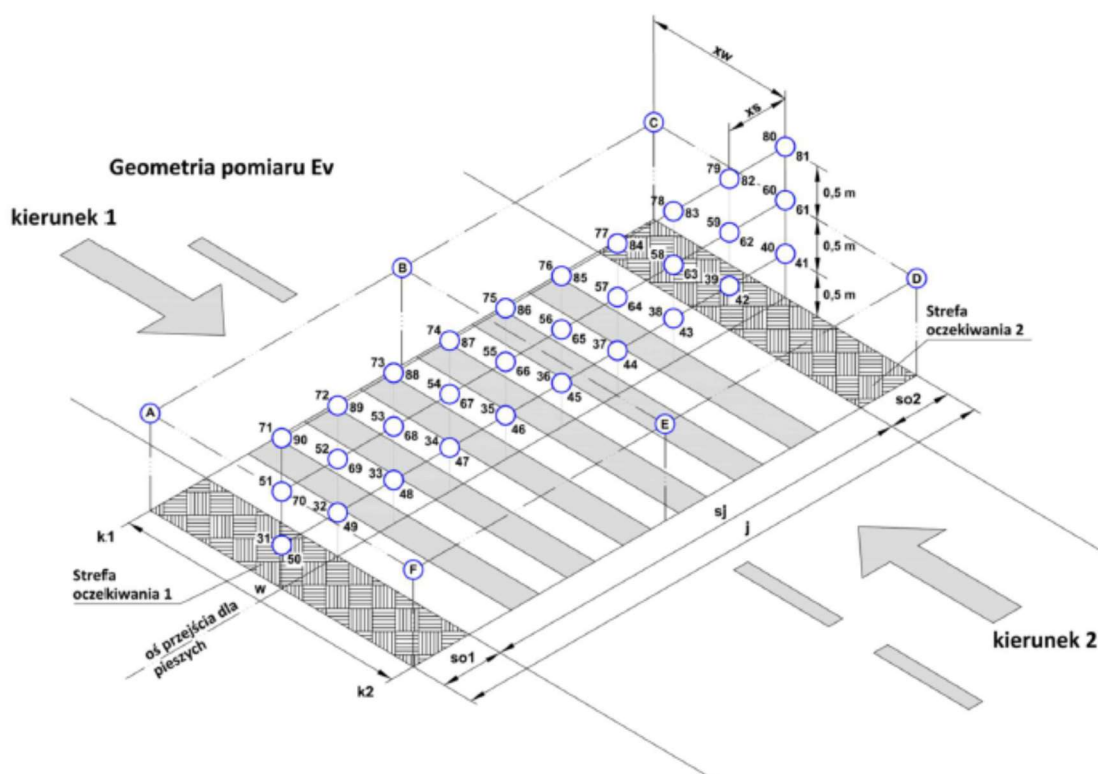 xw
xs
C
80
81
79
82
0,5 m
Geometria pomiaru Ev
kierunek 1
78
83
60
61
59
62
0,5 m
77
84
40
41
58
63
B
76
85
39
42
0,5 m
D
57
64
75
86
38
43
Strefa
oczekiwania 2
56
65
74
87
37
44
55
66
73
88
36
45
54
67
72
89
35
46
so2
A
53
68
71
90
34
47
E
52
69
33
48
51
70
32
49
sj
j
k1
31
50
F
Strefa
oczekiwania 1
w
oś przejścia dla
pieszych
so1
k2
kierunek 2